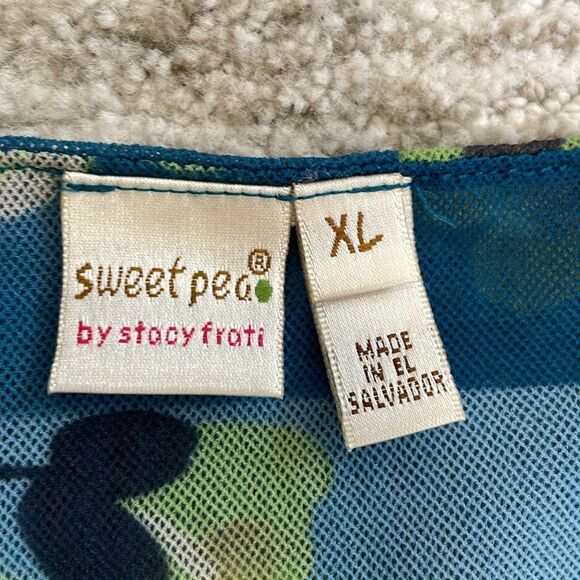 sweetpea®
by stacy frati
XL
MADE
IN EL
SALVADOR